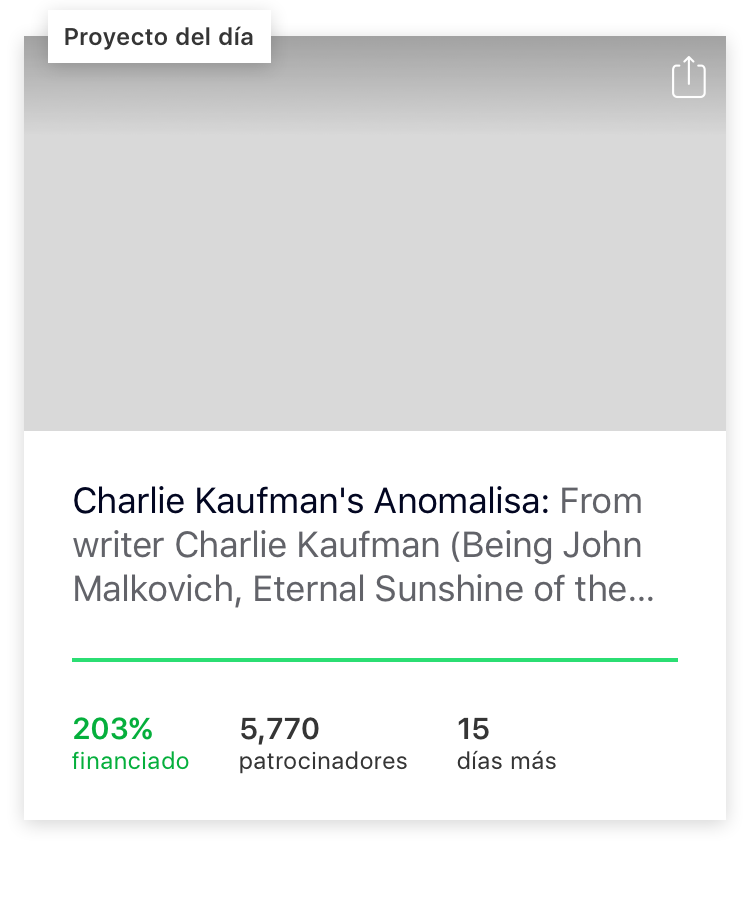 Proyecto del día
Charlie Kaufman's Anomalisa: From
writer Charlie Kaufman (Being John
Malkovich, Eternal Sunshine of the...
203%
financiado
5,770
patrocinadores
15
días más